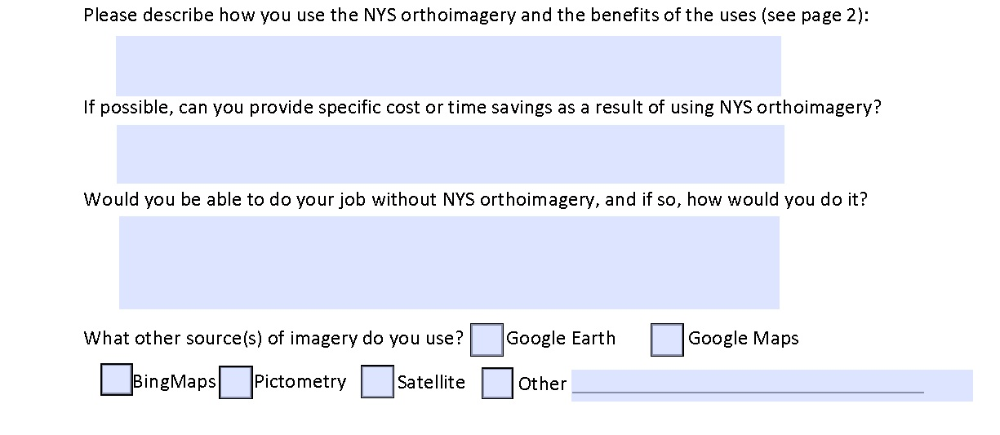 Please describe how you use the NYS orthoimagery and the benefits of the uses (see page 2):
If possible, can you provide specific cost or time savings as a result of using NYS orthoimagery?
Would you be able to do your job without NYS orthoimagery, and if so, how would you do it?
What other source(s) of imagery do you use? Google Earth Google Maps
BingMaps Pictometry Satellite Other